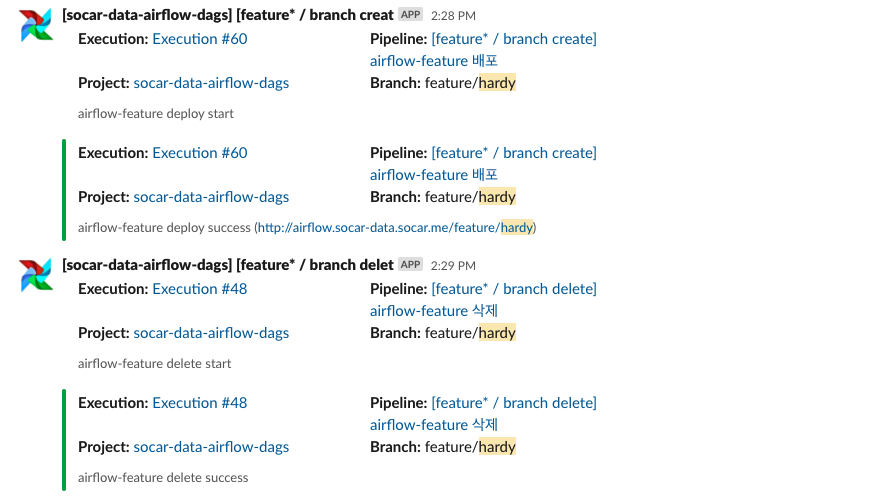 [socar-data-airflow-dags] [feature* / branch creat APP 2:28 PM
Execution: Execution #60 Pipeline: [feature* / branch create]
airflow-feature 배포
Project: socar-data-airflow-dags Branch: feature/hardy
airflow-feature deploy start
Execution: Execution #60 Pipeline: [feature* / branch create]
airflow-feature 배포
Project: socar-data-airflow-dags Branch: feature/hardy
airflow-feature deploy success (http://airflow.socar-data.socar.me/feature/hardy)
[socar-data-airflow-dags] [feature* / branch delet APP 2:29 PM
Execution: Execution #48 Pipeline: [feature* / branch delete]
airflow-feature 삭제
Project: socar-data-airflow-dags Branch: feature/hardy
airflow-feature delete start
Execution: Execution #48 Pipeline: [feature* / branch delete]
airflow-feature 삭제
Project: socar-data-airflow-dags Branch: feature/hardy
airflow-feature delete success